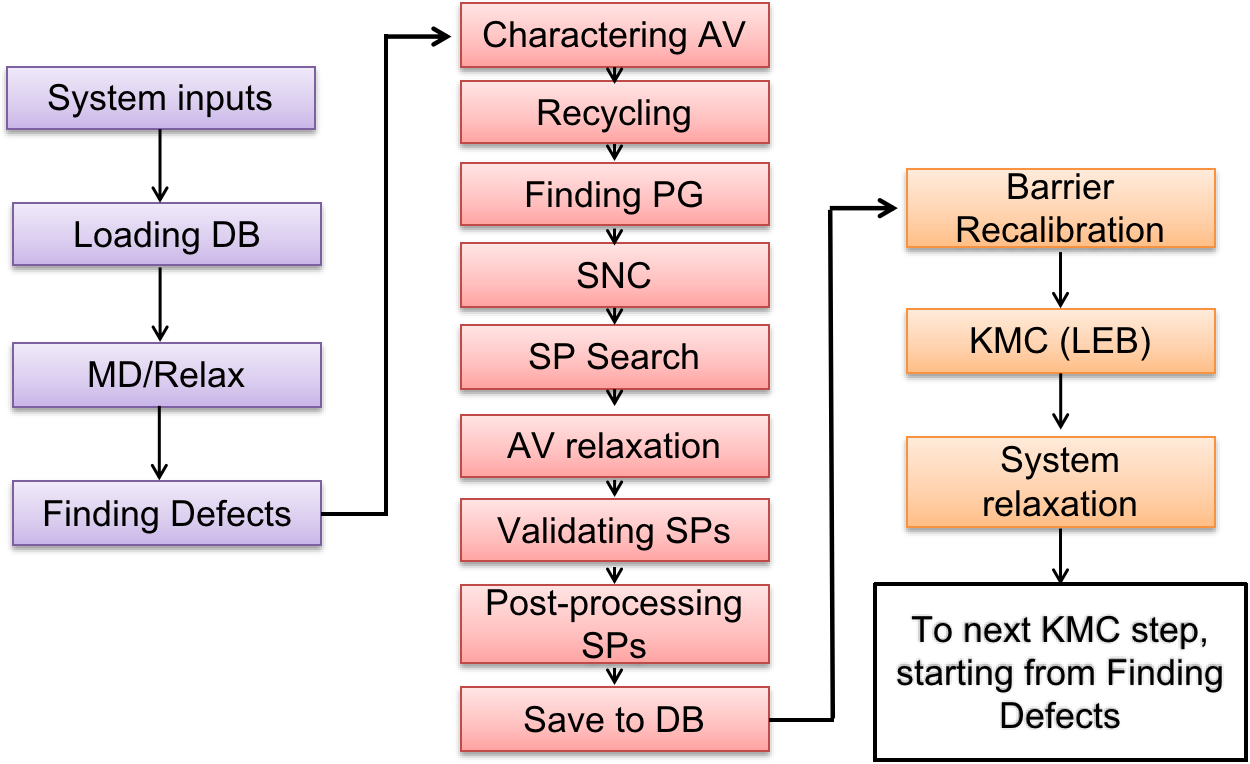 System inputs
Loading DB
MD/Relax
Finding Defects
Charactering AV
Recycling
Finding PG
SNC
SP Search
AV relaxation
Validating SPs
Post-processing
SPs
Save to DB
Barrier
Recalibration
KMC (LEB)
System
relaxation
To next KMC step,
starting from Finding
Defects